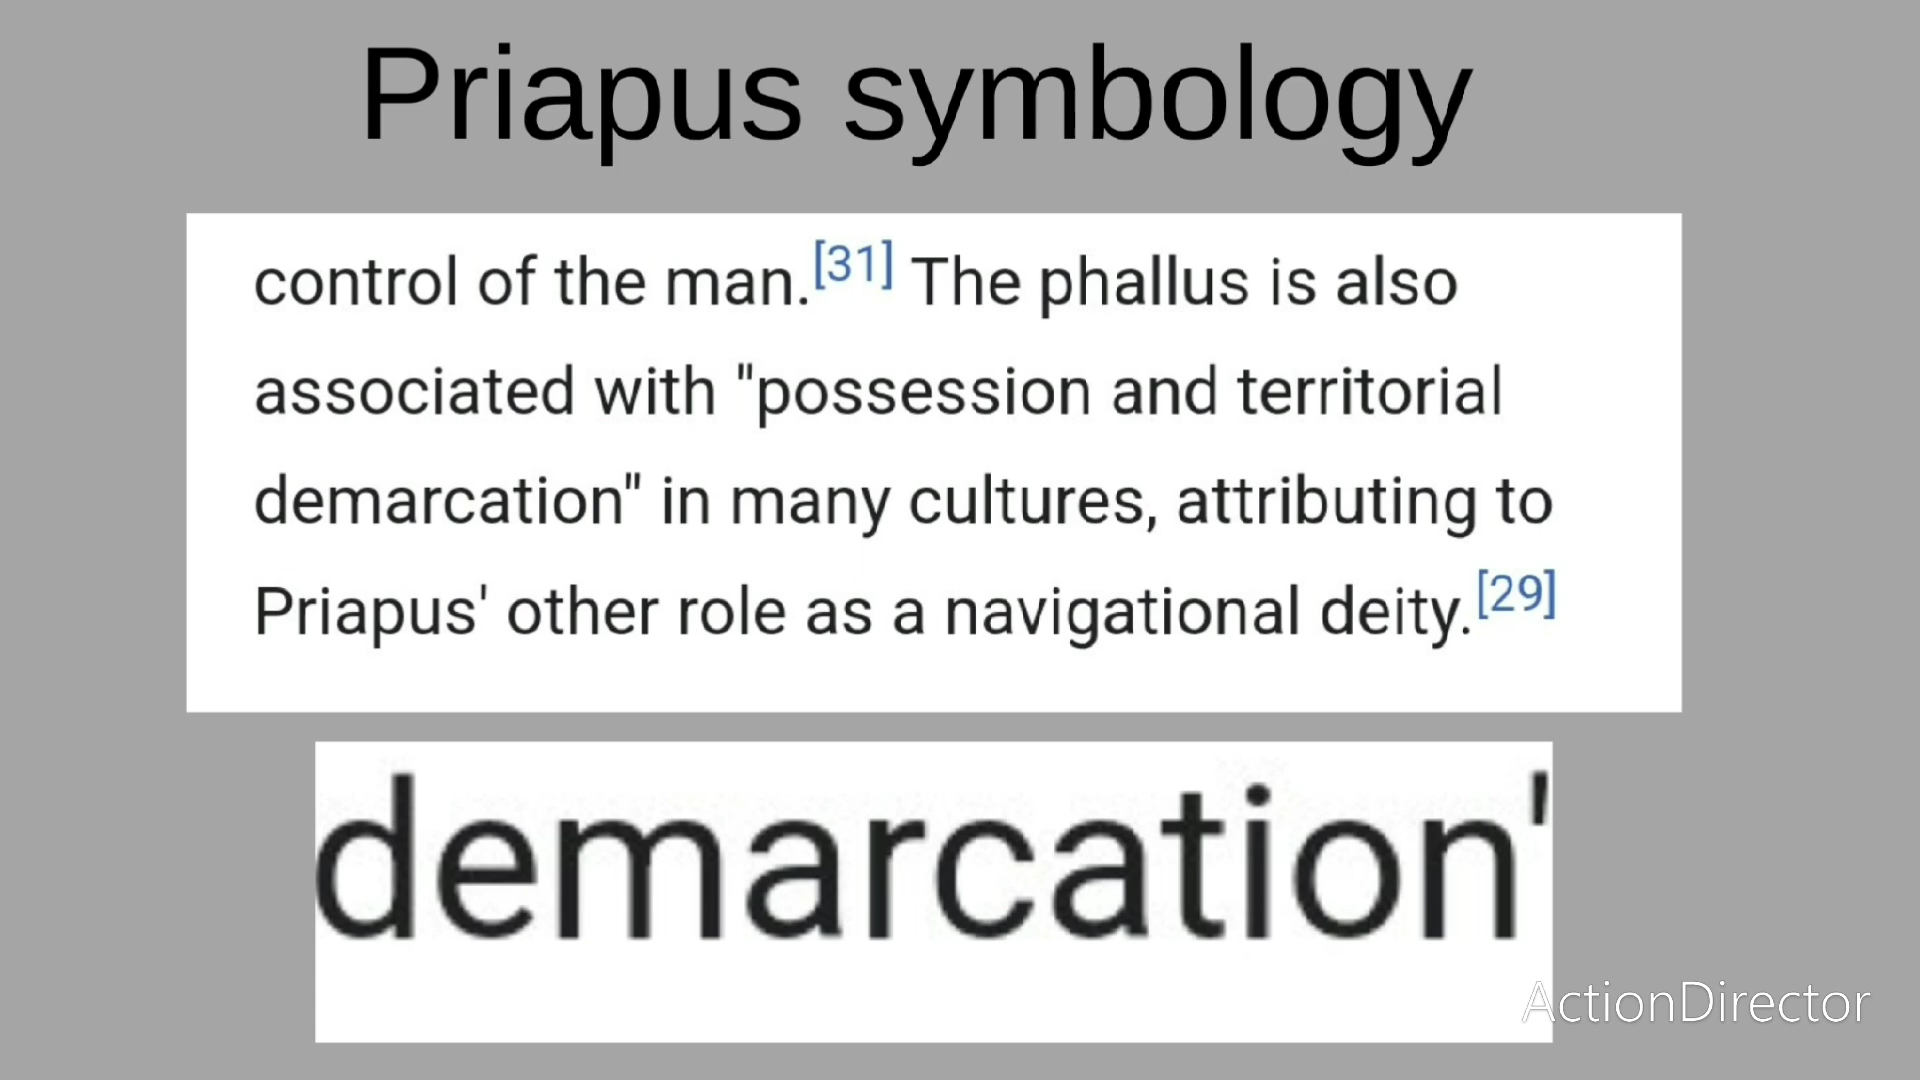 Priapus symbology
control of the man.[31] The phallus is also
associated with "possession and territorial
demarcation" in many cultures, attributing to
Priapus' other role as a navigational deity.[29]
demarcation'
ActionDirector